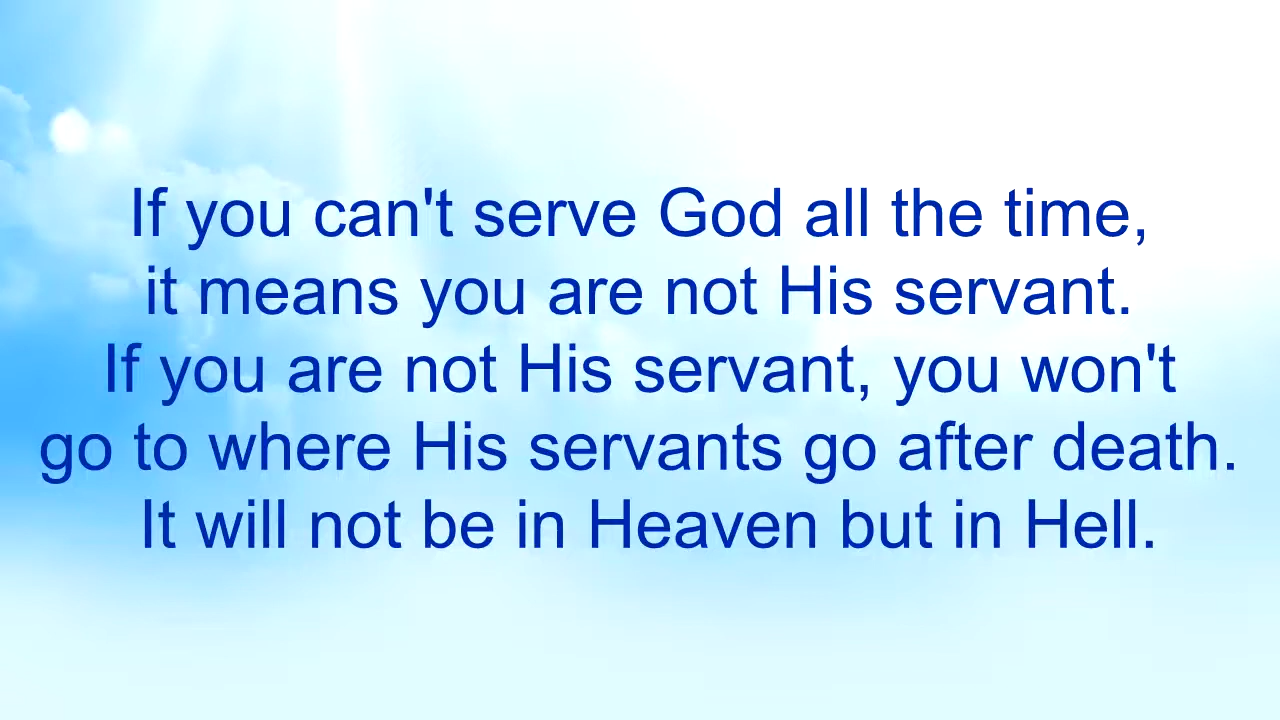 If you can't serve God all the time,
it means you are not His servant.
If you are not His servant, you won't
go to where His servants go after death.
It will not be in Heaven but in Hell.